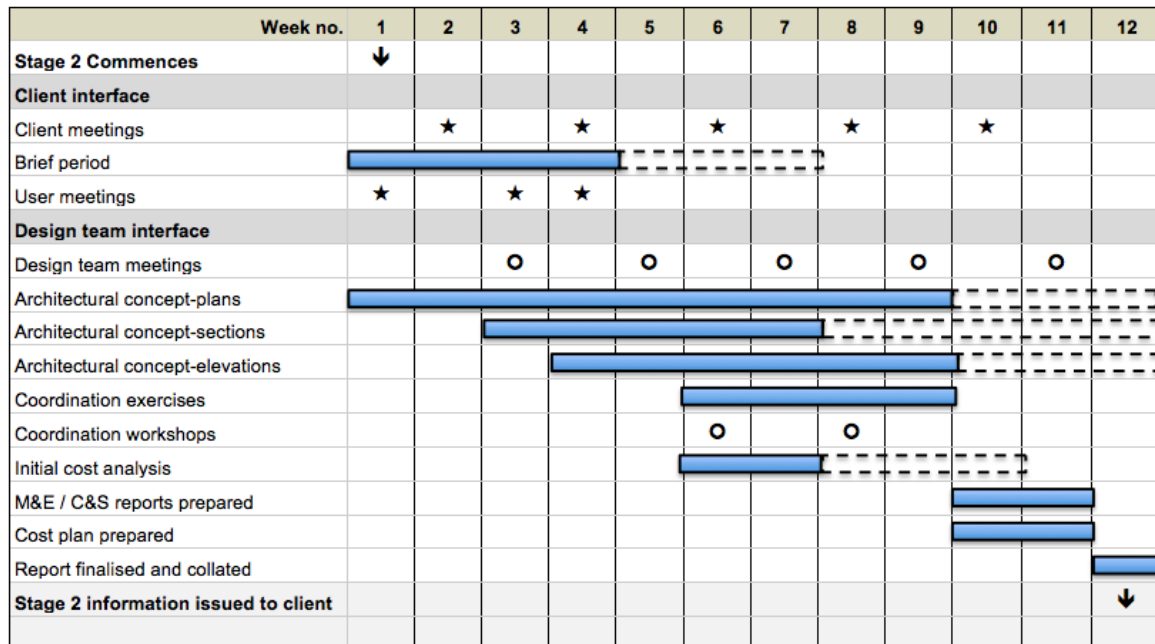 Week no. 1 2 3 4 5 6 7 8 9 10 11 12
Stage 2 Commences
Client interface
Client meetings
Brief period
User meetings
Design team interface
Design team meetings
Architectural concept-plans
Architectural concept-sections
Architectural concept-elevations
Coordination exercises
Coordination workshops
Initial cost analysis
M&E / C&S reports prepared
Cost plan prepared
Report finalised and collated
Stage 2 information issued to client